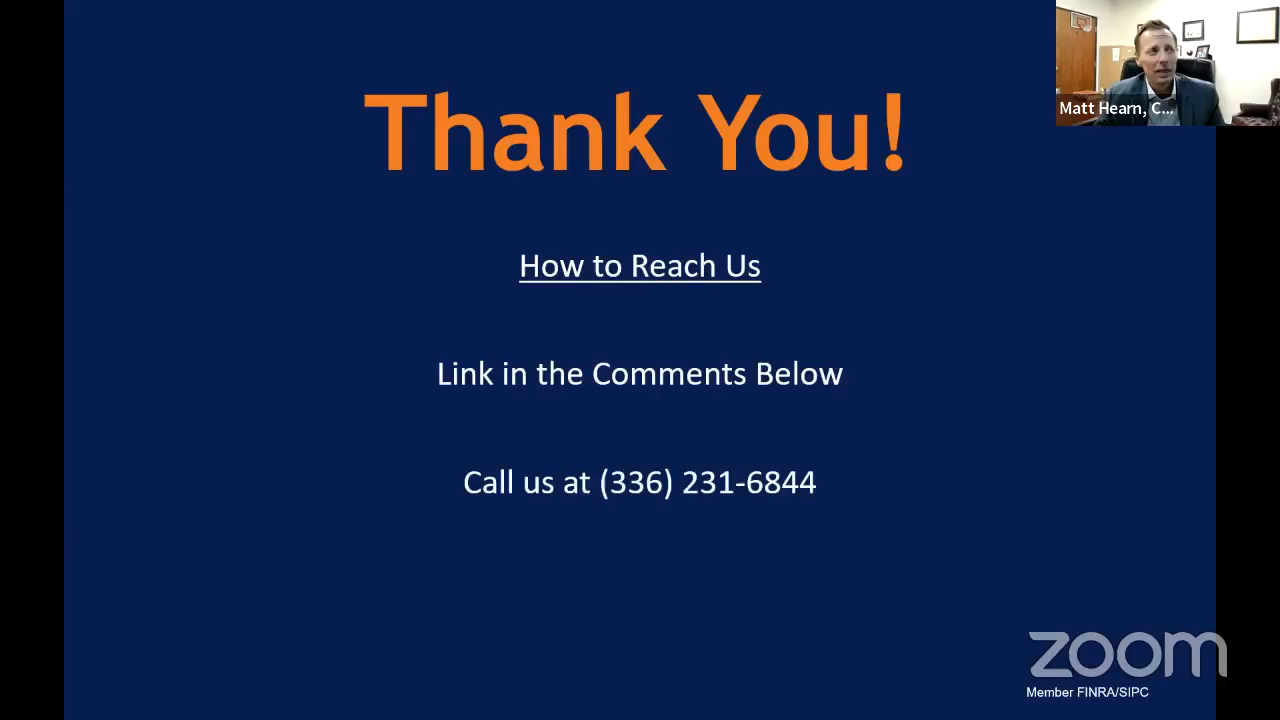 Thank You!
Matt Hearn, C...
How to Reach Us
Link in the Comments Below
Call us at (336) 231-6844
zoom
Member FINRA/SIPC